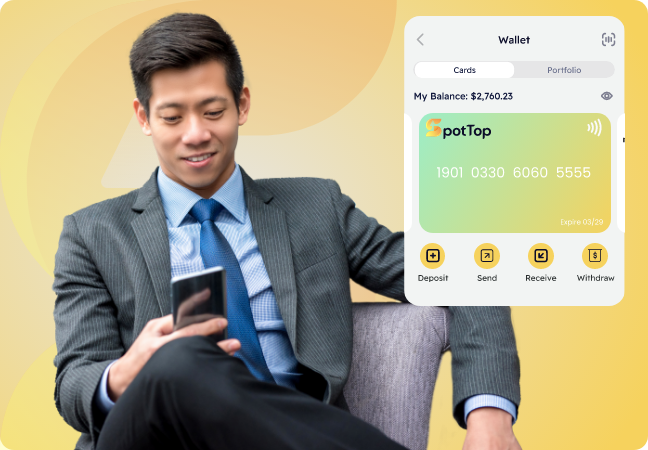 Wallet
Cards Portfolio
My Balance: $2,760.23
SpotTop
1901 0330 6060 5555
Expire 03/29
Deposit Send Receive Withdraw